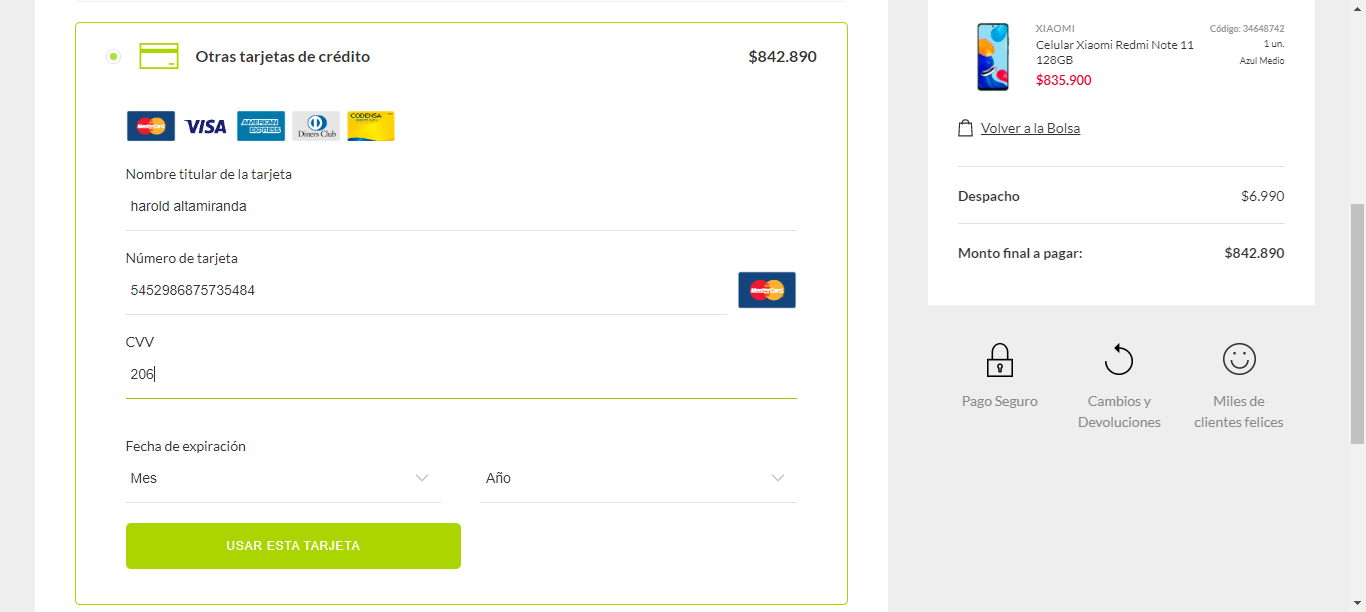 Otras tarjetas de crédito
$842.890
MasterCard
VISA
AMERICAN EXPRESS
Diners Club
CODENSA
Nombre titular de la tarjeta
harold altamiranda
Número de tarjeta
5452986875735484
MasterCard
CVV
206
Fecha de expiración
Mes
Año
USAR ESTA TARJETA
XIAOMI
Código: 34648742
Celular Xiaomi Redmi Note 11
128GB
1 un.
Azul Medio
$835.900
Volver a la Bolsa
Despacho
$6.990
Monto final a pagar:
$842.890
Pago Seguro
Cambios y
Devoluciones
Miles de
clientes felices